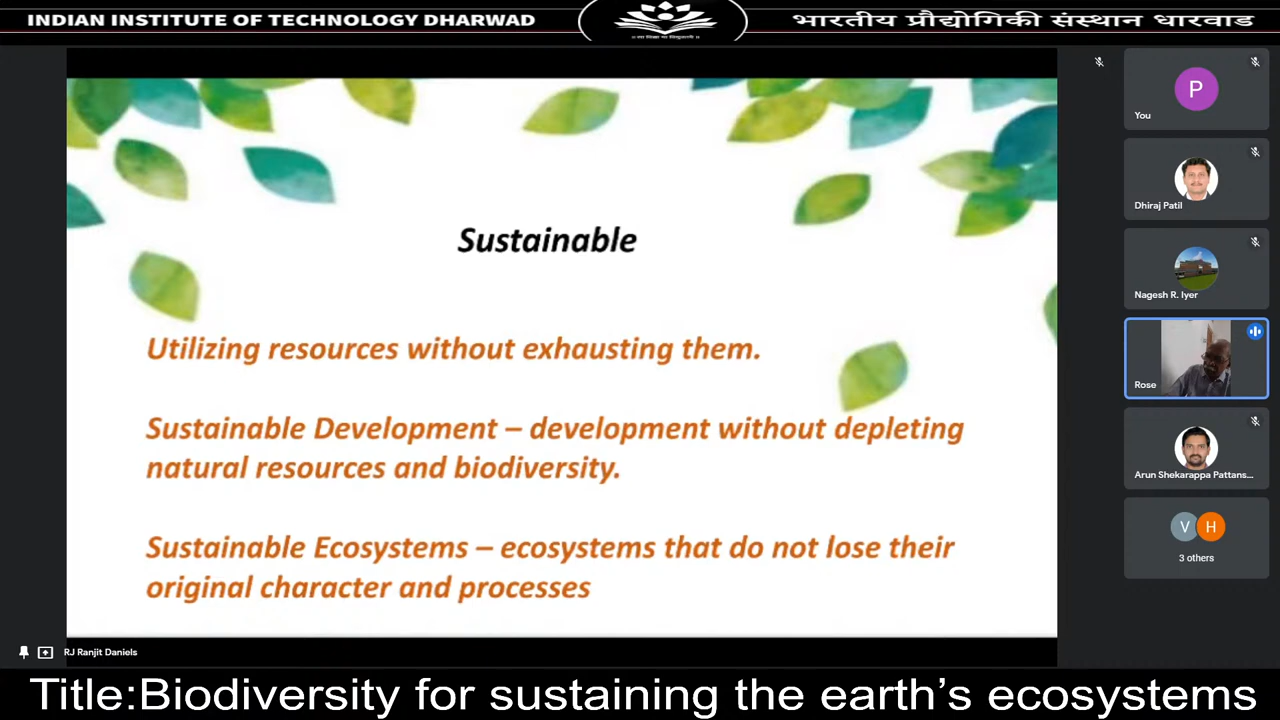 INDIAN INSTITUTE OF TECHNOLOGY DHARWAD
भारतीय प्रौद्योगिकी संस्थान धारवाड
Sustainable
Utilizing resources without exhausting them.
Sustainable Development – development without depleting
natural resources and biodiversity.
Sustainable Ecosystems – ecosystems that do not lose their
original character and processes
P
You
Dhiraj Patil
Nagesh R. Iyer
Rose
Arun Shekarappa Pattans...
V H
3 others
RJ Ranjit Daniels
Title:Biodiversity for sustaining the earth's ecosystems